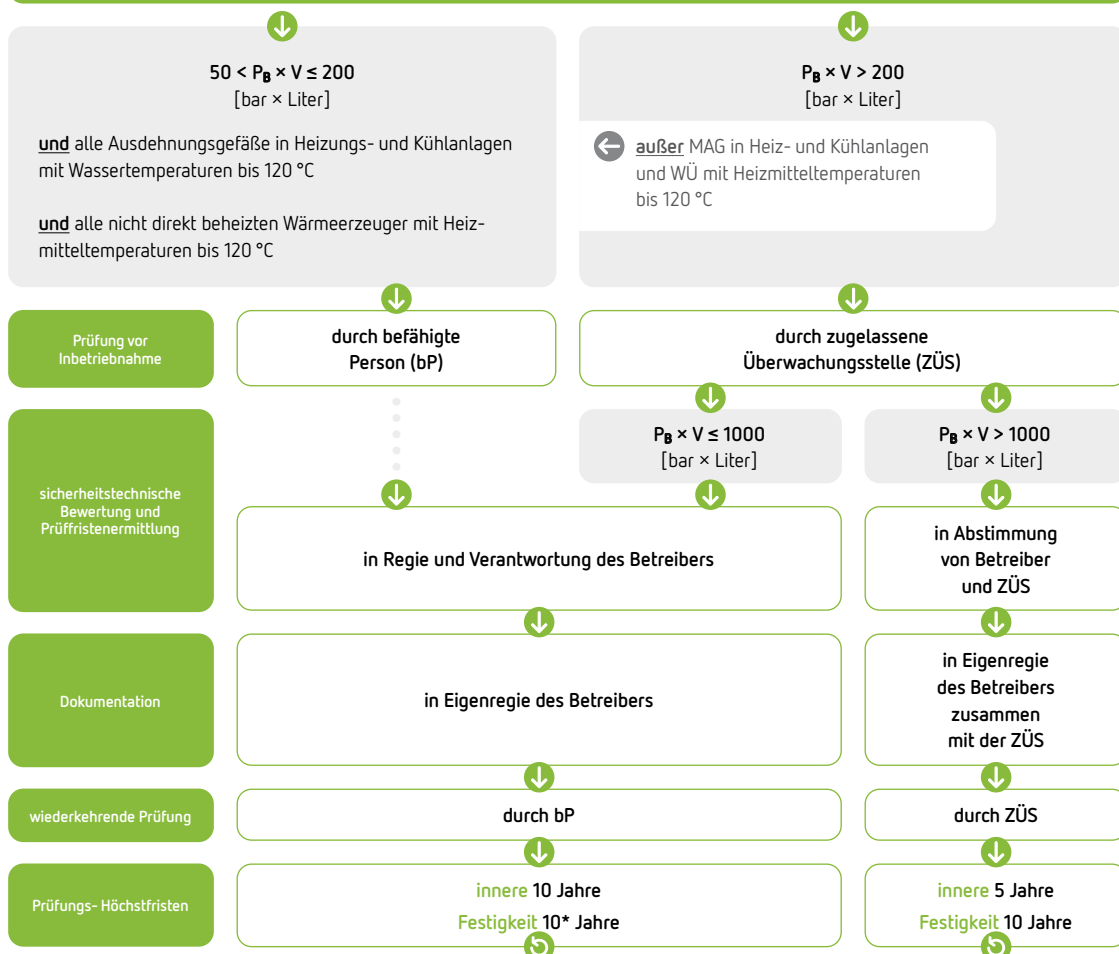 50 < P_B × V ≤ 200
[bar × Liter]
und alle Ausdehnungsgefäße in Heizungs- und Kühlanlagen
mit Wassertemperaturen bis 120 °C
und alle nicht direkt beheizten Wärmeerzeuger mit Heiz-
mitteltemperaturen bis 120 °C
P_B × V > 200
[bar × Liter]
außer MAG in Heiz- und Kühlanlagen
und WÜ mit Heizmitteltemperaturen
bis 120 °C
Prüfung vor
Inbetriebnahme
durch befähigte
Person (bP)
durch zugelassene
Überwachungsstelle (ZÜS)
P_B × V ≤ 1000
[bar × Liter]
P_B × V > 1000
[bar × Liter]
sicherheitstechnische
Bewertung und
Prüffristenermittlung
in Regie und Verantwortung des Betreibers
in Abstimmung
von Betreiber
und ZÜS
Dokumentation
in Eigenregie des Betreibers
in Eigenregie
des Betreibers
zusammen
mit der ZÜS
wiederkehrende Prüfung
durch bP
durch ZÜS
Prüfungs- Höchstfristen
innere 10 Jahre
Festigkeit 10* Jahre
innere 5 Jahre
Festigkeit 10 Jahre